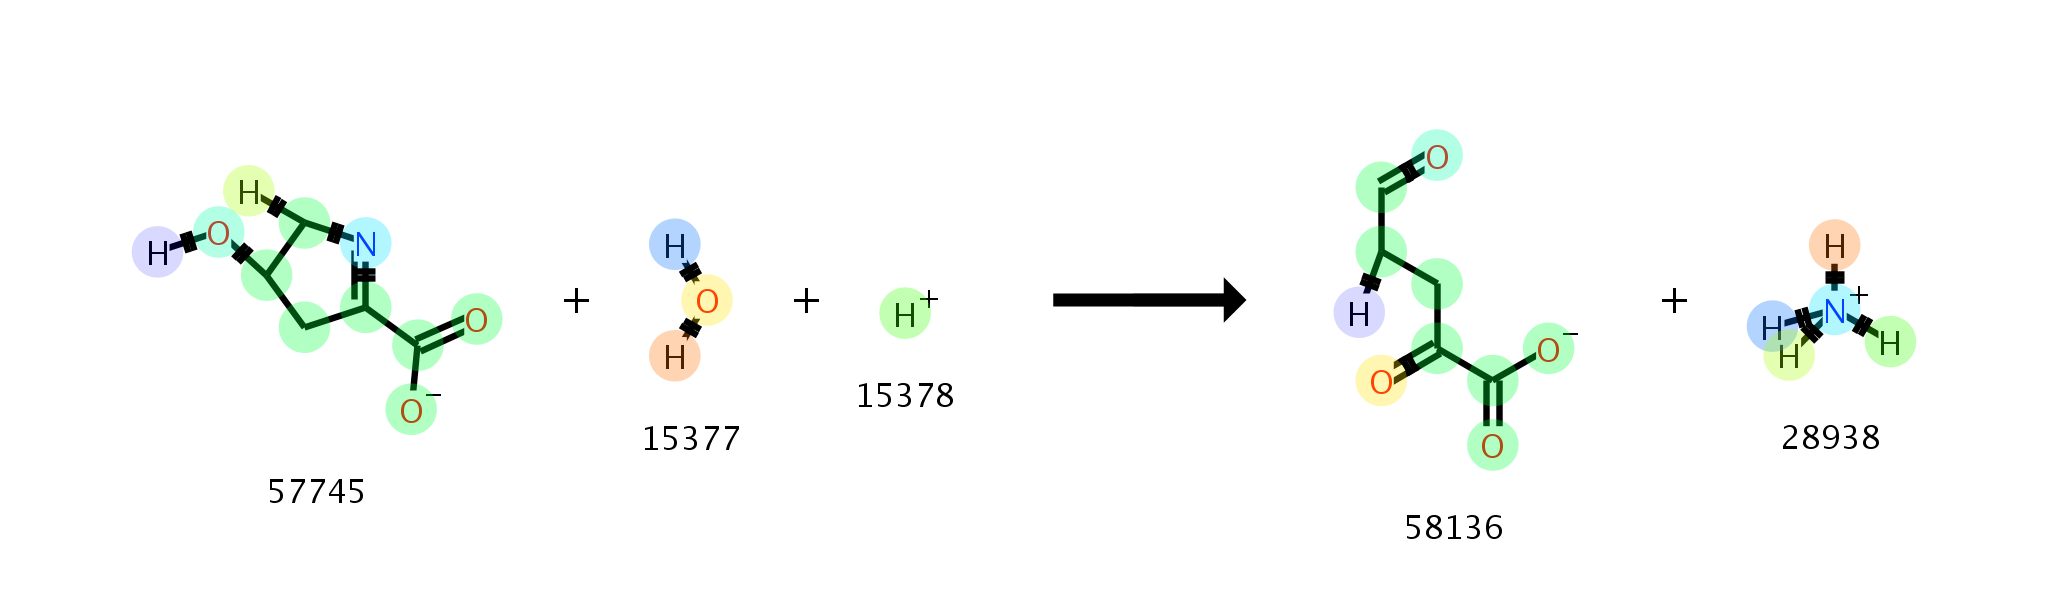 H O H N O O⁻
57745
+
H O H
15377
+
H⁺
15378
O H O O⁻ O
58136
+
H N⁺ H H H
28938